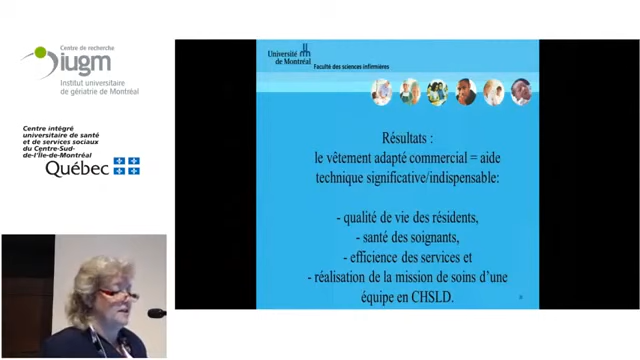 Centre de recherche
iugm
Institut universitaire
de gériatrie de Montréal
Centre intégré
universitaire de santé
et de services sociaux
du Centre-Sud-
de-l'Île-de-Montréal
Québec
Université
de Montréal
Faculté des sciences infirmières
Résultats :
le vêtement adapté commercial = aide
technique significative/indispensable:
- qualité de vie des résidents,
- santé des soignants,
- efficience des services et
- réalisation de la mission de soins d'une
équipe en CHSLD.